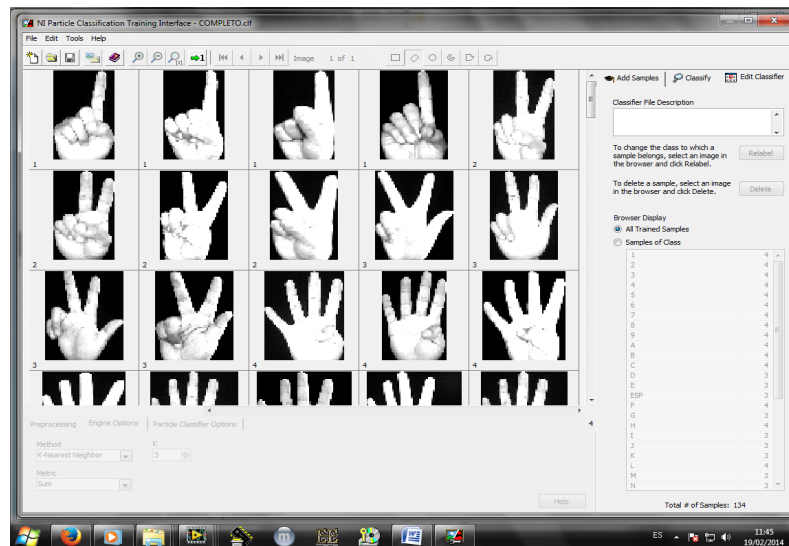 NI Particle Classification Training Interface - COMPLETO.clf
File Edit Tools Help
Image 1 of 1
Add Samples Classify Edit Classifier
Classifier File Description
To change the class to which a
sample belongs, select an image in
the browser and click Relabel.
Relabel
To delete a sample, select an image
in the browser and click Delete.
Delete
Browser Display
All Trained Samples
Samples of Class
1 4
2 4
3 4
4 4
5 4
6 4
7 4
8 4
9 4
A 4
B 4
C 4
D 3
E 3
ESP 3
F 4
G 3
H 4
I 3
J 3
K 3
L 4
M 3
N 3
Total # of Samples: 134
1 1 1 1 2
2 2 2 3 3
3 3 4 4 4
Preprocessing Engine Options Particle Classifier Options
4
Method K
K-Nearest Neighbor 3
Metric
Sum
Help
ES 11:45
19/02/2014